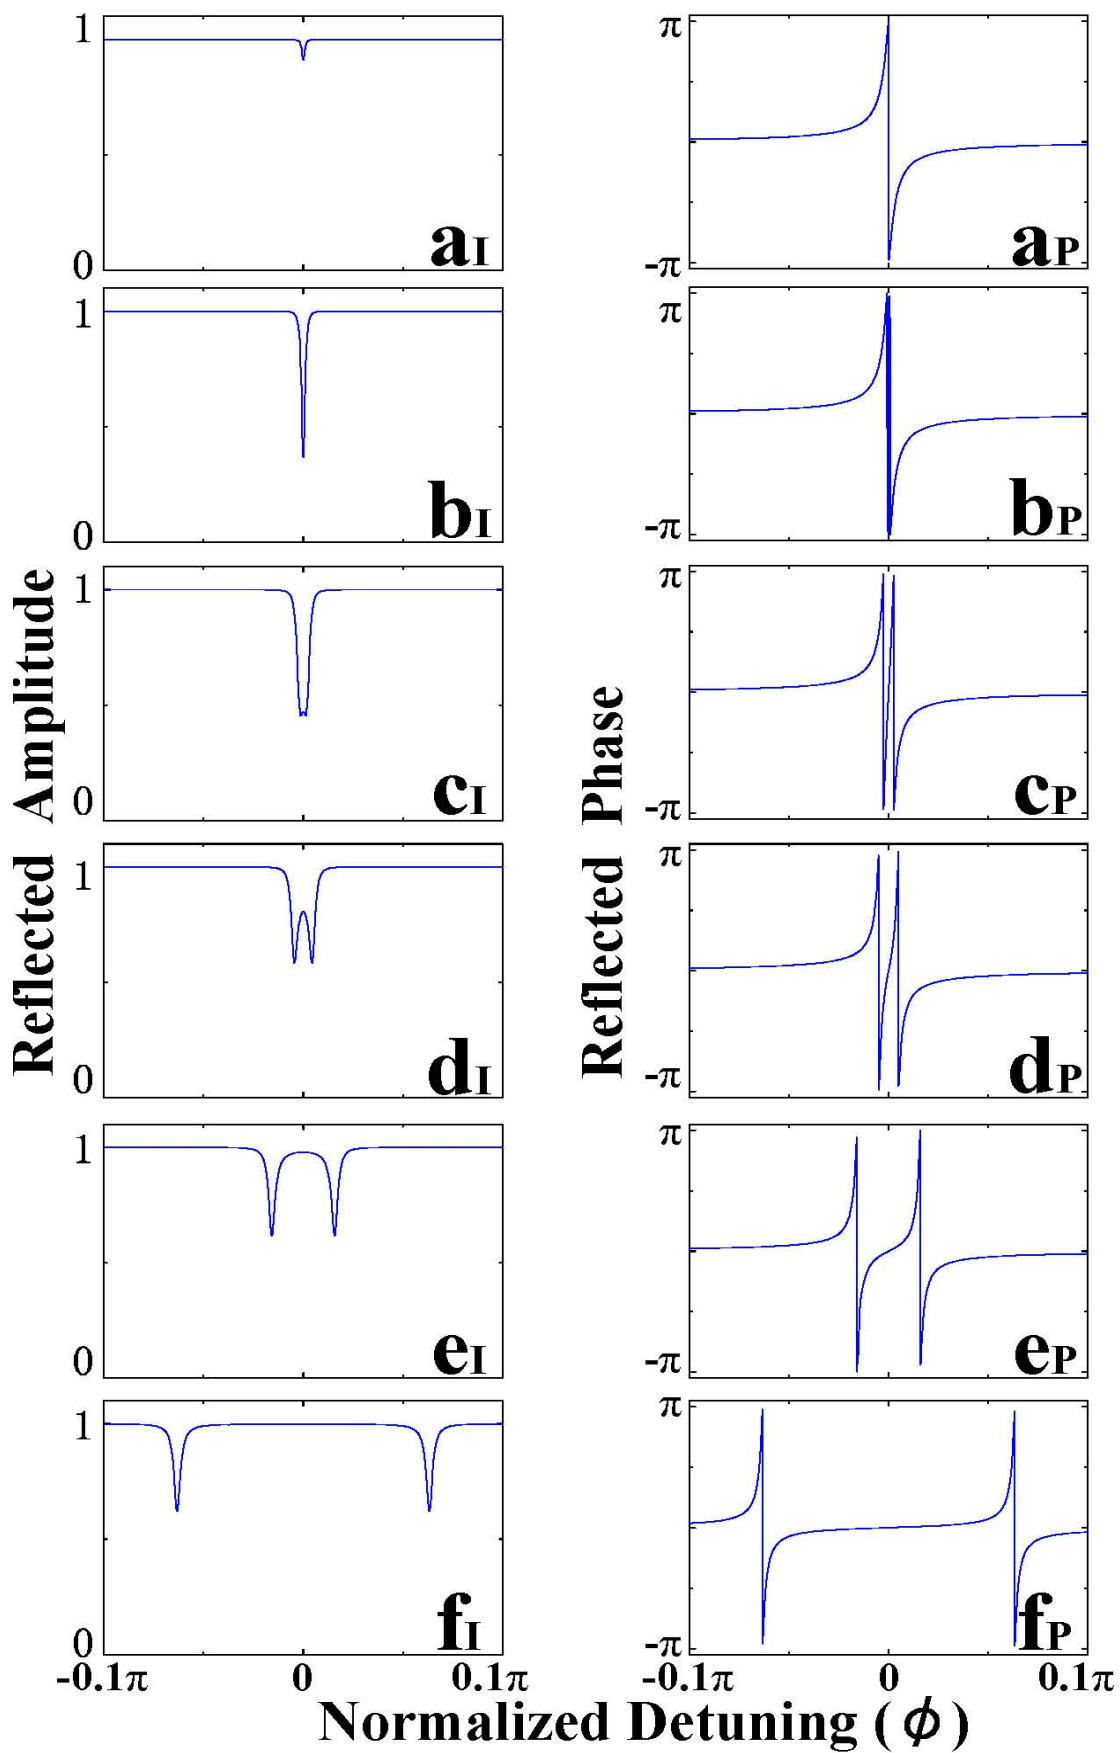 1
0
aI
π
-π
aP
1
0
bI
π
-π
bP
1
0
cI
π
-π
cP
1
0
dI
π
-π
dP
1
0
eI
π
-π
eP
1
0
fI
π
-π
fP
-0.1π 0 0.1π
-0.1π 0 0.1π
Reflected Amplitude
Reflected Phase
Normalized Detuning (ϕ)